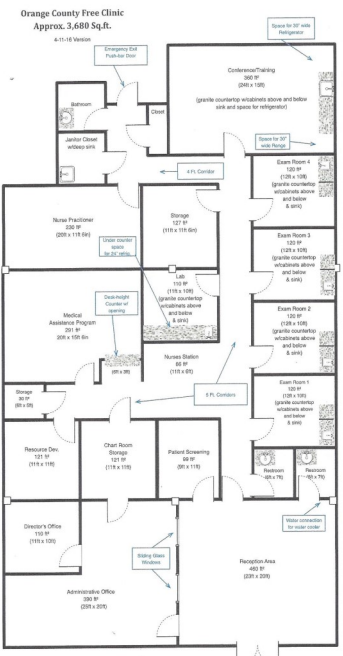 Orange County Free Clinic
Approx. 3,680 Sq.ft.
4-11-16 Version
Emergency Exit
Push-bar Door
Space for 30" wide
Refrigerator
Conference/Training
360 ft²
(24ft x 15ft)
(granite countertop w/cabinets above and below
sink and space for refrigerator)
Bathroom
Closet
Janitor Closet
w/deep sink
Space for 30"
wide Range
4 Ft. Corridor
Exam Room 4
120 ft²
(12ft x 10ft)
(granite countertop
w/cabinets above
and below
& sink)
Nurse Practitioner
230 ft²
(20ft x 11ft 6in)
Storage
127 ft²
(11ft x 11ft 6in)
Under counter
space
for 24" refrig.
Exam Room 3
120 ft²
(12ft x 10ft)
(granite countertop
w/cabinets above
and below
& sink)
Lab
110 ft²
(11ft x 10ft)
(granite countertop
w/cabinets above
and below
& sink)
Desk-height
Counter w/
opening
Medical
Assistance Program
291 ft²
20ft x 15ft 6in
Exam Room 2
120 ft²
(12ft x 10ft)
(granite countertop
w/cabinets above
and below
& sink)
Nurses Station
66 ft²
(11ft x 6ft)
Storage
30 ft²
(6ft x 5ft)
5 Ft. Corridors
Exam Room 1
120 ft²
(12ft x 10ft)
(granite countertop
w/cabinets above
and below
& sink)
Resource Dev.
121 ft²
(11ft x 11ft)
Chart Room
Storage
121 ft²
(11ft x 11ft)
Patient Screening
99 ft²
(9ft x 11ft)
Restroom
Restroom
Director's Office
110 ft²
(11ft x 10ft)
Water connection
for water cooler
Sliding Glass
Windows
Reception Area
460 ft²
(23ft x 20ft)
Administrative Office
390 ft²
(25ft x 20ft)